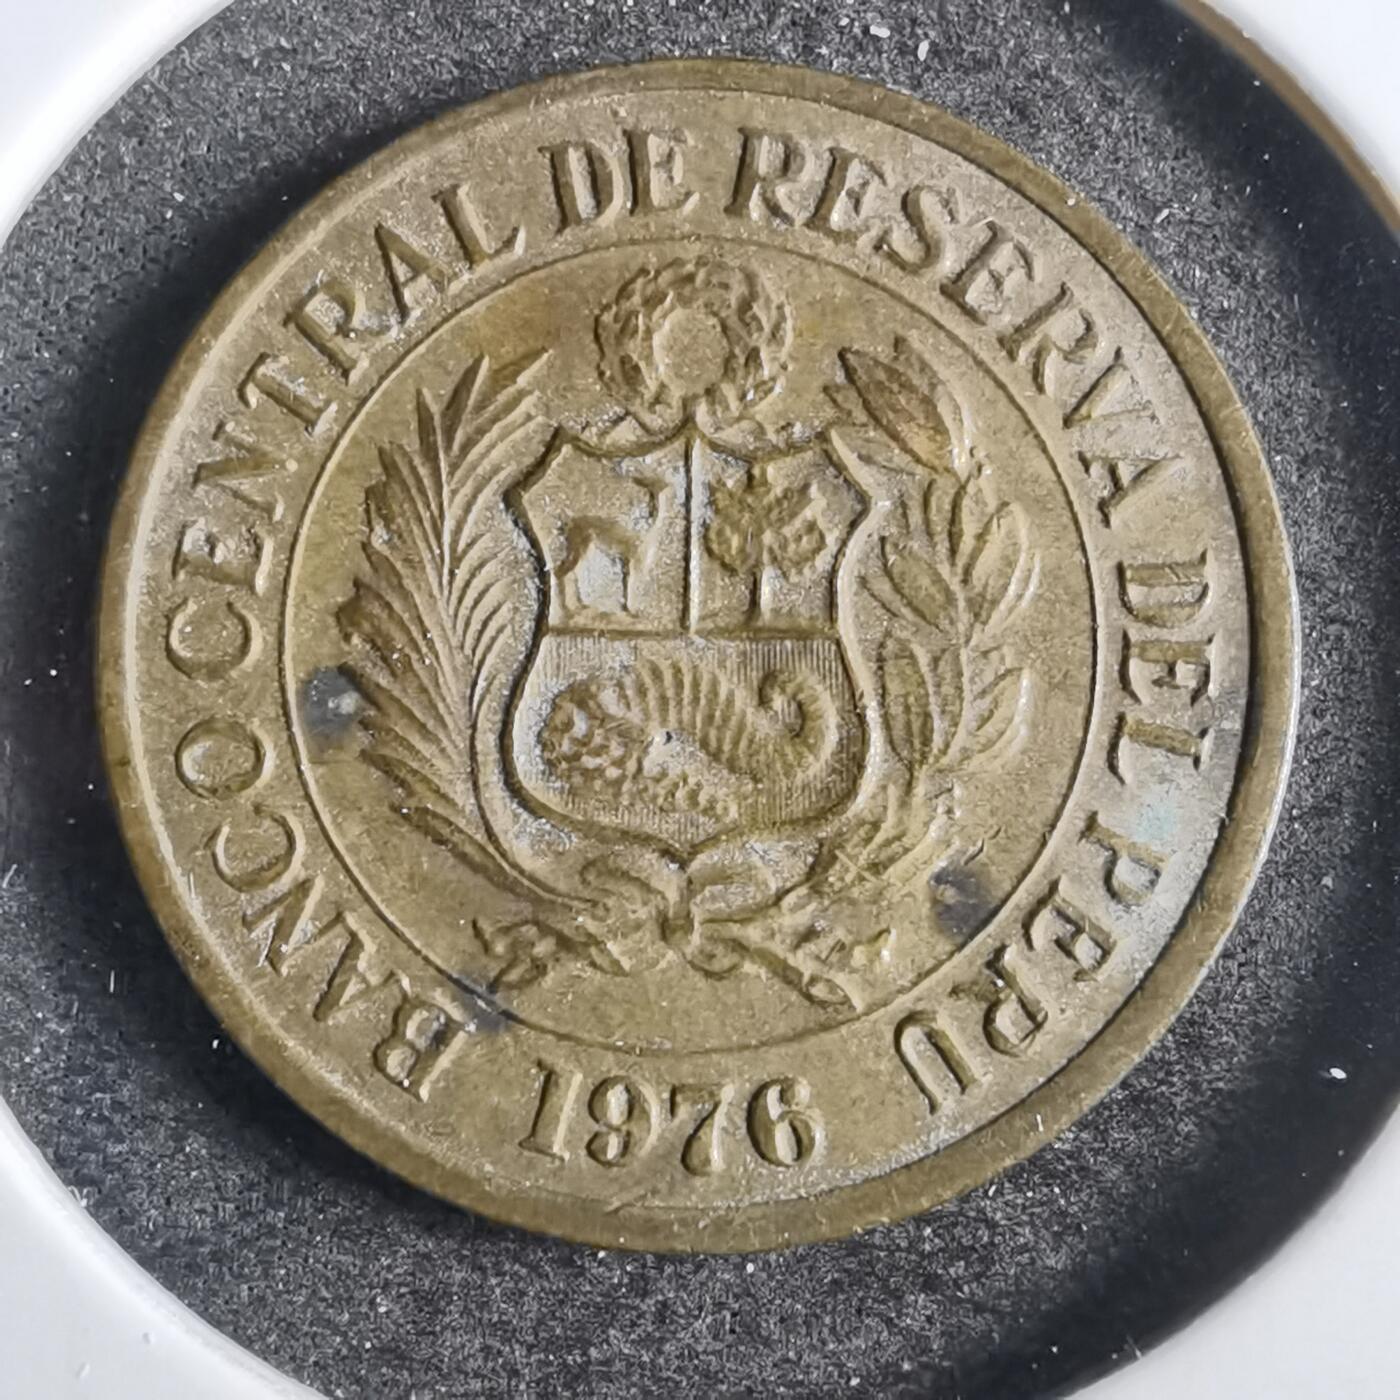 BANCO CENTRAL DE RESERVA DEL PERU
1976